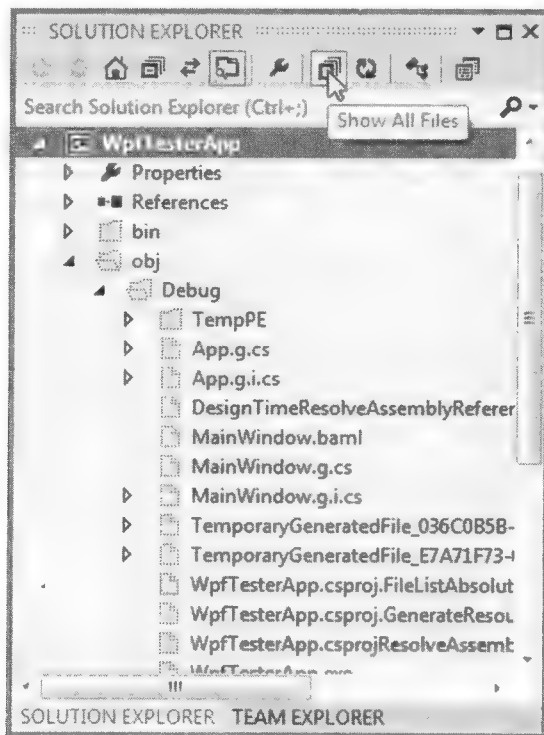 SOLUTION EXPLORER
Search Solution Explorer (Ctrl+;)
Show All Files
WpfTesterApp
Properties
References
bin
obj
Debug
TempPE
App.g.cs
App.g.i.cs
DesignTimeResolveAssemblyReferer
MainWindow.baml
MainWindow.g.cs
MainWindow.g.i.cs
TemporaryGeneratedFile_036C0B5B-
TemporaryGeneratedFile_E7A71F73-
WpfTesterApp.csproj.FileListAbsolut
WpfTesterApp.csproj.GenerateResou
WpfTesterApp.csprojResolveAssemb
WpfTesterApp.exe
SOLUTION EXPLORER TEAM EXPLORER